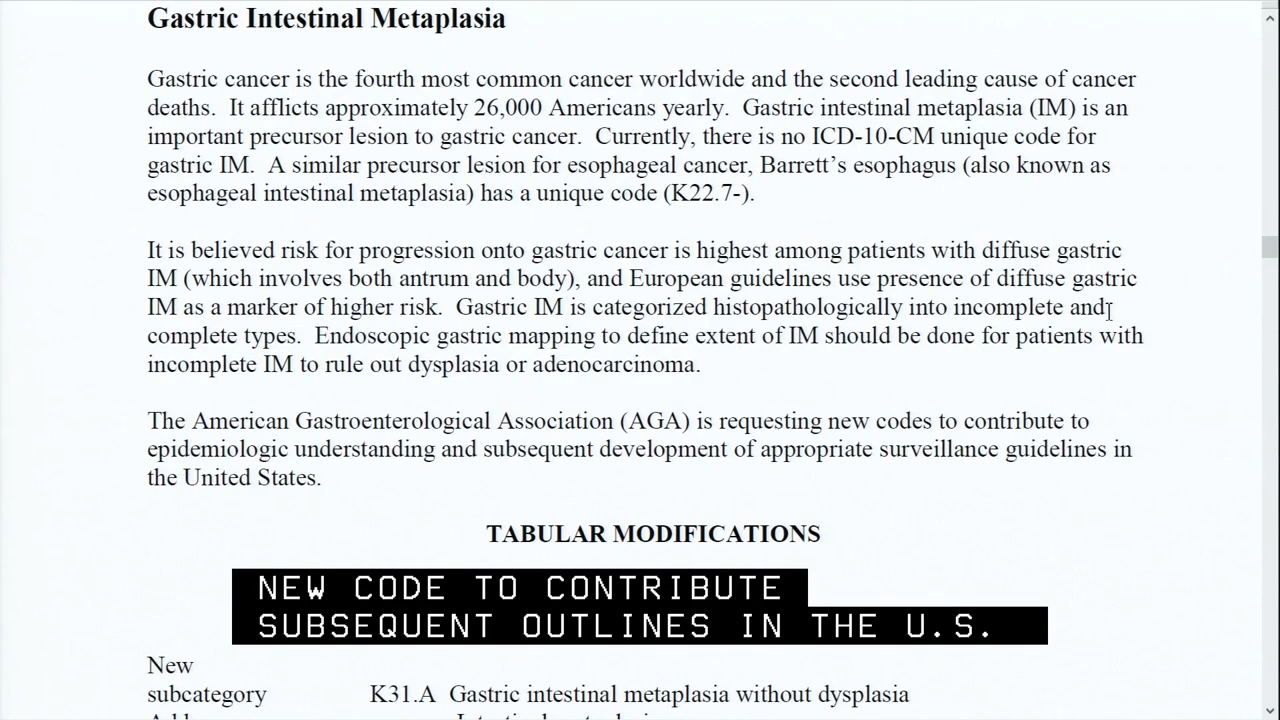 Gastric Intestinal Metaplasia
Gastric cancer is the fourth most common cancer worldwide and the second leading cause of cancer
deaths.  It afflicts approximately 26,000 Americans yearly.  Gastric intestinal metaplasia (IM) is an
important precursor lesion to gastric cancer.  Currently, there is no ICD-10-CM unique code for
gastric IM.  A similar precursor lesion for esophageal cancer, Barrett’s esophagus (also known as
esophageal intestinal metaplasia) has a unique code (K22.7-).
It is believed risk for progression onto gastric cancer is highest among patients with diffuse gastric
IM (which involves both antrum and body), and European guidelines use presence of diffuse gastric
IM as a marker of higher risk.  Gastric IM is categorized histopathologically into incomplete and
complete types.  Endoscopic gastric mapping to define extent of IM should be done for patients with
incomplete IM to rule out dysplasia or adenocarcinoma.
The American Gastroenterological Association (AGA) is requesting new codes to contribute to
epidemiologic understanding and subsequent development of appropriate surveillance guidelines in
the United States.
TABULAR MODIFICATIONS
NEW CODE TO CONTRIBUTE
SUBSEQUENT OUTLINES IN THE U.S.
New
subcategory K31.A Gastric intestinal metaplasia without dysplasia